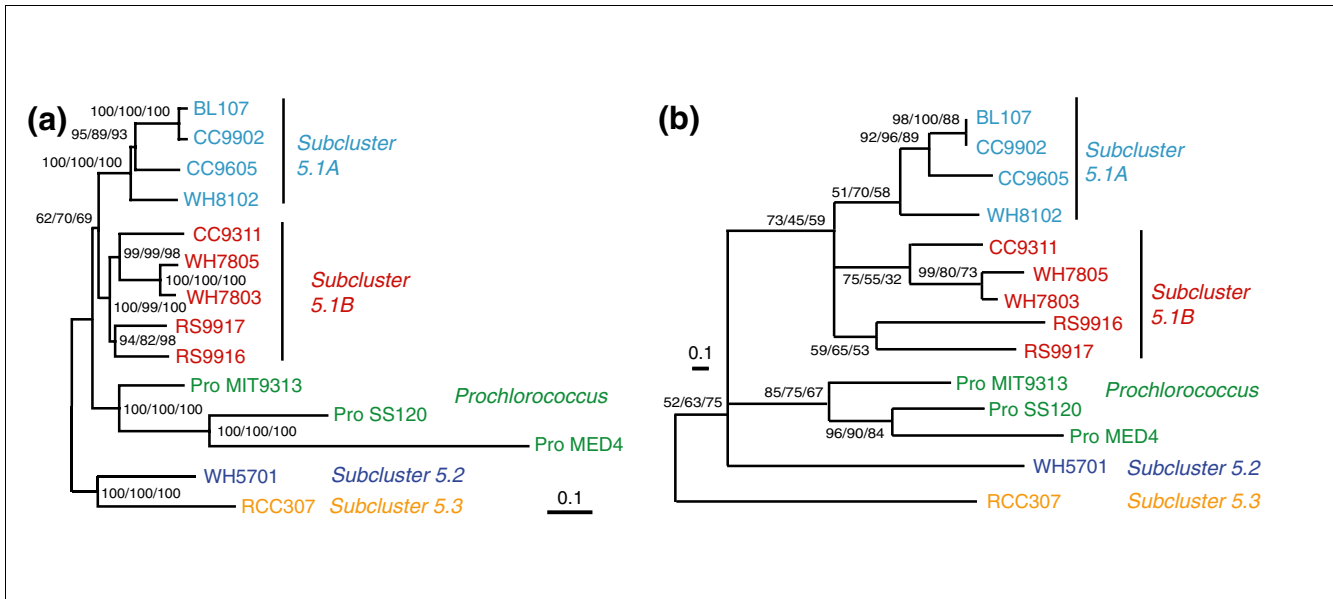 (a)
100/100/100
BL107
95/89/93
CC9902
Subcluster
5.1A
100/100/100
CC9605
WH8102
62/70/69
CC9311
99/99/98
WH7805
100/100/100
Subcluster
5.1B
WH7803
100/99/100
RS9917
94/82/98
RS9916
Pro MIT9313
Prochlorococcus
100/100/100
Pro SS120
100/100/100
Pro MED4
WH5701
Subcluster 5.2
100/100/100
RCC307
Subcluster 5.3
0.1
(b)
98/100/88
BL107
92/96/89
CC9902
Subcluster
5.1A
CC9605
51/70/58
WH8102
73/45/59
CC9311
99/80/73
WH7805
75/55/32
WH7803
Subcluster
5.1B
RS9916
59/65/53
RS9917
0.1
Pro MIT9313
Prochlorococcus
85/75/67
Pro SS120
52/63/75
96/90/84
Pro MED4
WH5701
Subcluster 5.2
RCC307
Subcluster 5.3